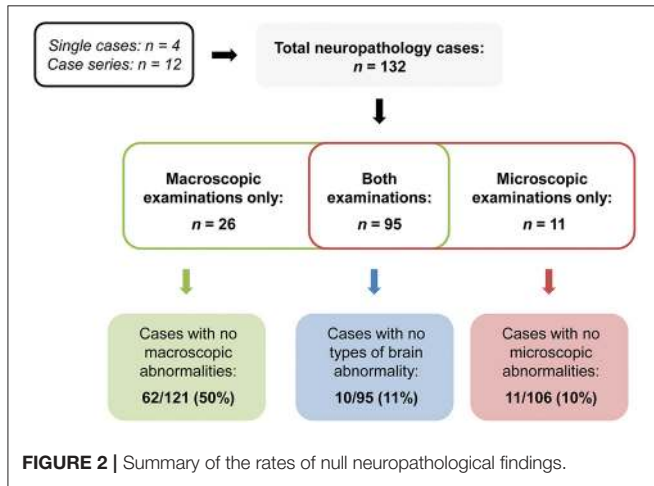 Single cases: n = 4
Case series: n = 12
Total neuropathology cases:
n = 132
Macroscopic
examinations only:
n = 26
Both
examinations:
n = 95
Microscopic
examinations only:
n = 11
Cases with no
macroscopic
abnormalities:
62/121 (50%)
Cases with no
types of brain
abnormality:
10/95 (11%)
Cases with no
microscopic
abnormalities:
11/106 (10%)
FIGURE 2 | Summary of the rates of null neuropathological findings.